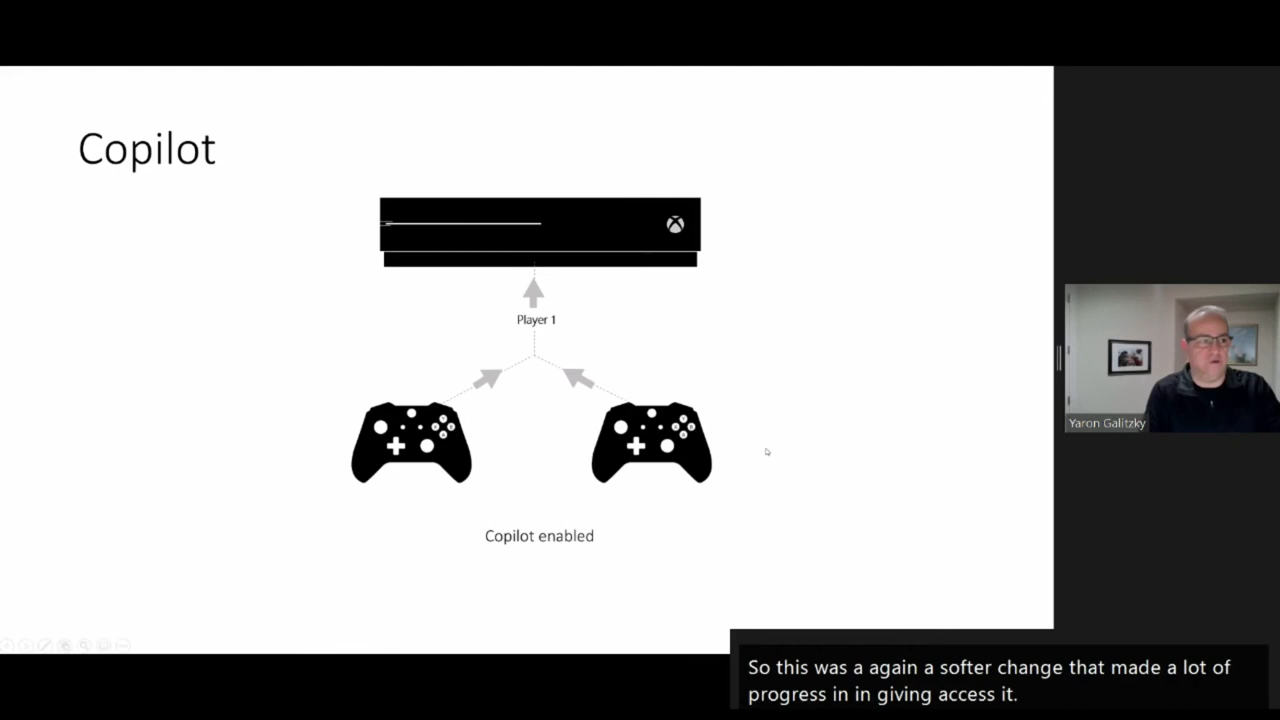 Copilot
Player 1
Copilot enabled
Yaron Galitzky
So this was a again a softer change that made a lot of
progress in in giving access it.